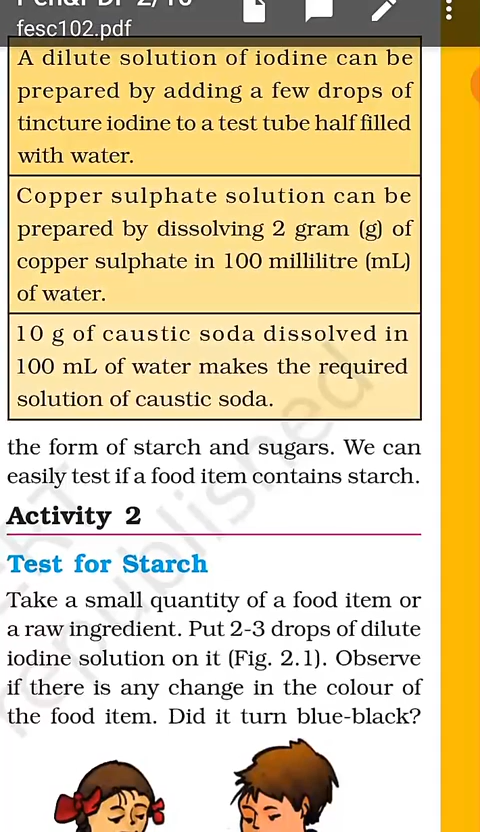 fesc102.pdf
A dilute solution of iodine can be
prepared by adding a few drops of
tincture iodine to a test tube half filled
with water.
Copper sulphate solution can be
prepared by dissolving 2 gram (g) of
copper sulphate in 100 millilitre (mL)
of water.
10 g of caustic soda dissolved in
100 mL of water makes the required
solution of caustic soda.
the form of starch and sugars. We can
easily test if a food item contains starch.
Activity 2
Test for Starch
Take a small quantity of a food item or
a raw ingredient. Put 2-3 drops of dilute
iodine solution on it (Fig. 2.1). Observe
if there is any change in the colour of
the food item. Did it turn blue-black?
republished